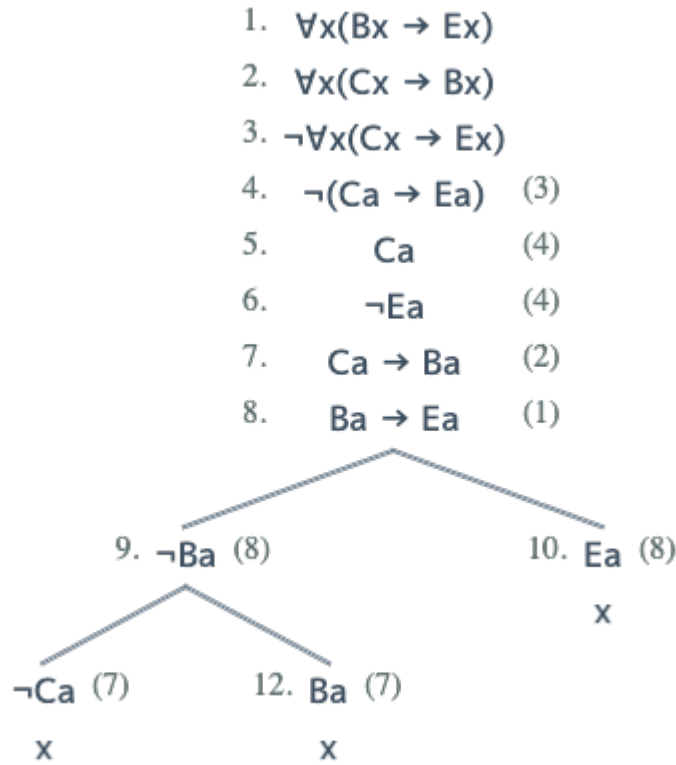 1. ∀x(Bx → Ex)
2. ∀x(Cx → Bx)
3. ¬∀x(Cx → Ex)
4. ¬(Ca → Ea) (3)
5. Ca (4)
6. ¬Ea (4)
7. Ca → Ba (2)
8. Ba → Ea (1)
9. ¬Ba (8) 10. Ea (8)
x
¬Ca (7) 12. Ba (7)
x x